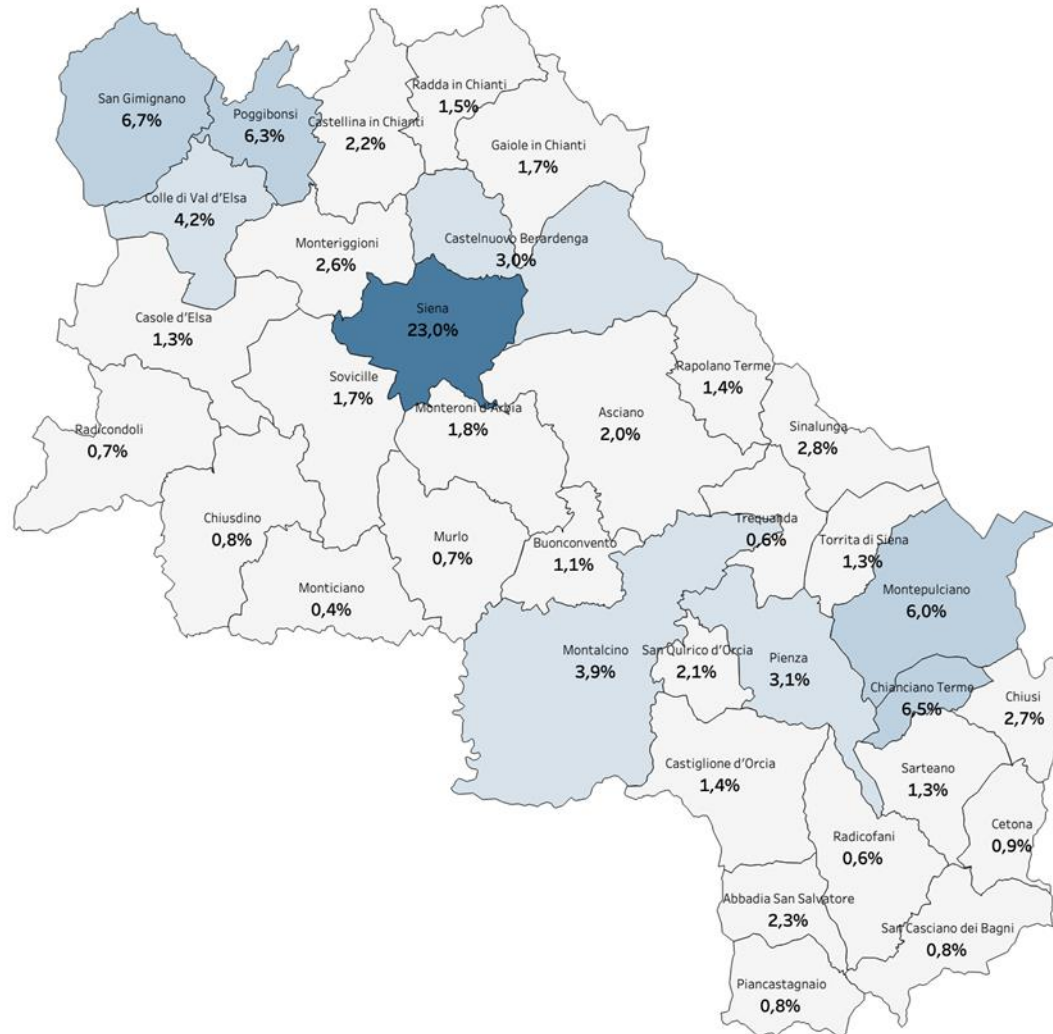 San Gimignano
6,7%
Poggibonsi
6,3%
Castellina in Chianti
2,2%
Radda in Chianti
1,5%
Gaiole in Chianti
1,7%
Colle di Val d'Elsa
4,2%
Monteriggioni
2,6%
Castelnuovo Berardenga
3,0%
Siena
23,0%
Casole d'Elsa
1,3%
Sovicille
1,7%
Monteroni d'Arbia
1,8%
Asciano
2,0%
Rapolano Terme
1,4%
Sinalunga
2,8%
Radicondoli
0,7%
Chiusdino
0,8%
Monticiano
0,4%
Murlo
0,7%
Buonconvento
1,1%
Trequanda
0,6%
Torrita di Siena
1,3%
Montepulciano
6,0%
Montalcino
3,9%
San Quirico d'Orcia
2,1%
Pienza
3,1%
Chianciano Terme
6,5%
Chiusi
2,7%
Castiglione d'Orcia
1,4%
Sarteano
1,3%
Radicofani
0,6%
Cetona
0,9%
Abbadia San Salvatore
2,3%
San Casciano dei Bagni
0,8%
Piancastagnaio
0,8%